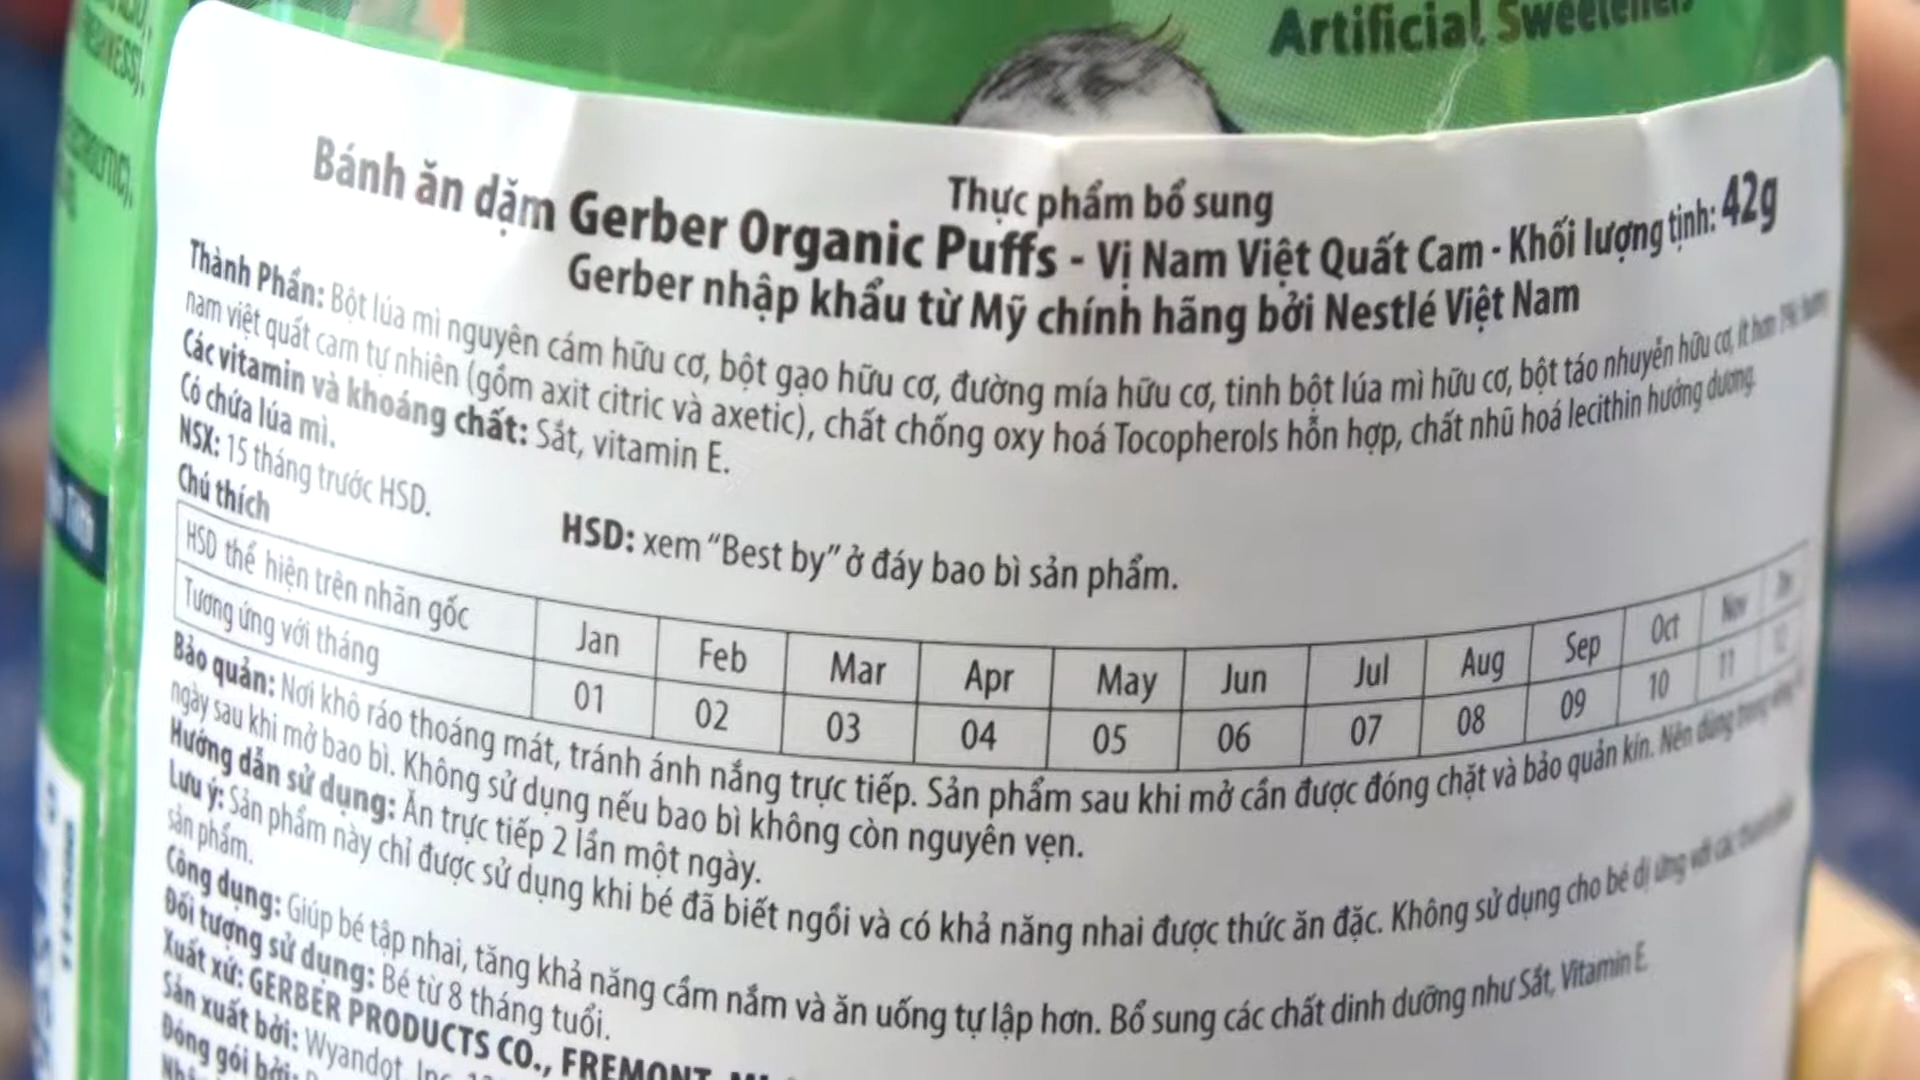 Artificial Sweeteners
Thực phẩm bổ sung
Bánh ăn dặm Gerber Organic Puffs - Vị Nam Việt Quất Cam - Khối lượng tịnh: 42g
Gerber nhập khẩu từ Mỹ chính hãng bởi Nestlé Việt Nam
Thành Phần: Bột lúa mì nguyên cám hữu cơ, bột gạo hữu cơ, đường mía hữu cơ, tinh bột lúa mì hữu cơ, bột táo nhuyễn hữu cơ, ít hơn 1%: hương
nam việt quất cam tự nhiên (gồm axit citric và axetic), chất chống oxy hoá Tocopherols hỗn hợp, chất nhũ hoá lecithin hướng dương.
Các vitamin và khoáng chất: Sắt, vitamin E.
Có chứa lúa mì.
NSX: 15 tháng trước HSD.
HSD: xem "Best by" ở đáy bao bì sản phẩm.
Chú thích
HSD thể hiện trên nhãn gốc Jan Feb Mar Apr May Jun Jul Aug Sep Oct Nov Dec
Tương ứng với tháng 01 02 03 04 05 06 07 08 09 10 11 12
Bảo quản: Nơi khô ráo thoáng mát, tránh ánh nắng trực tiếp. Sản phẩm sau khi mở cần được đóng chặt và bảo quản kín. Nên dùng trong vòng
ngày sau khi mở bao bì. Không sử dụng nếu bao bì không còn nguyên vẹn.
Hướng dẫn sử dụng: Ăn trực tiếp 2 lần một ngày.
Lưu ý: Sản phẩm này chỉ được sử dụng khi bé đã biết ngồi và có khả năng nhai được thức ăn đặc. Không sử dụng cho bé dị ứng với các thành phần
sản phẩm.
Công dụng: Giúp bé tập nhai, tăng khả năng cầm nắm và ăn uống tự lập hơn. Bổ sung các chất dinh dưỡng như Sắt, Vitamin E.
Đối tượng sử dụng: Bé từ 8 tháng tuổi.
Xuất xứ: GERBER PRODUCTS CO., FREMONT, MI
Sản xuất bởi: Wyandot, Inc
Đóng gói bởi: